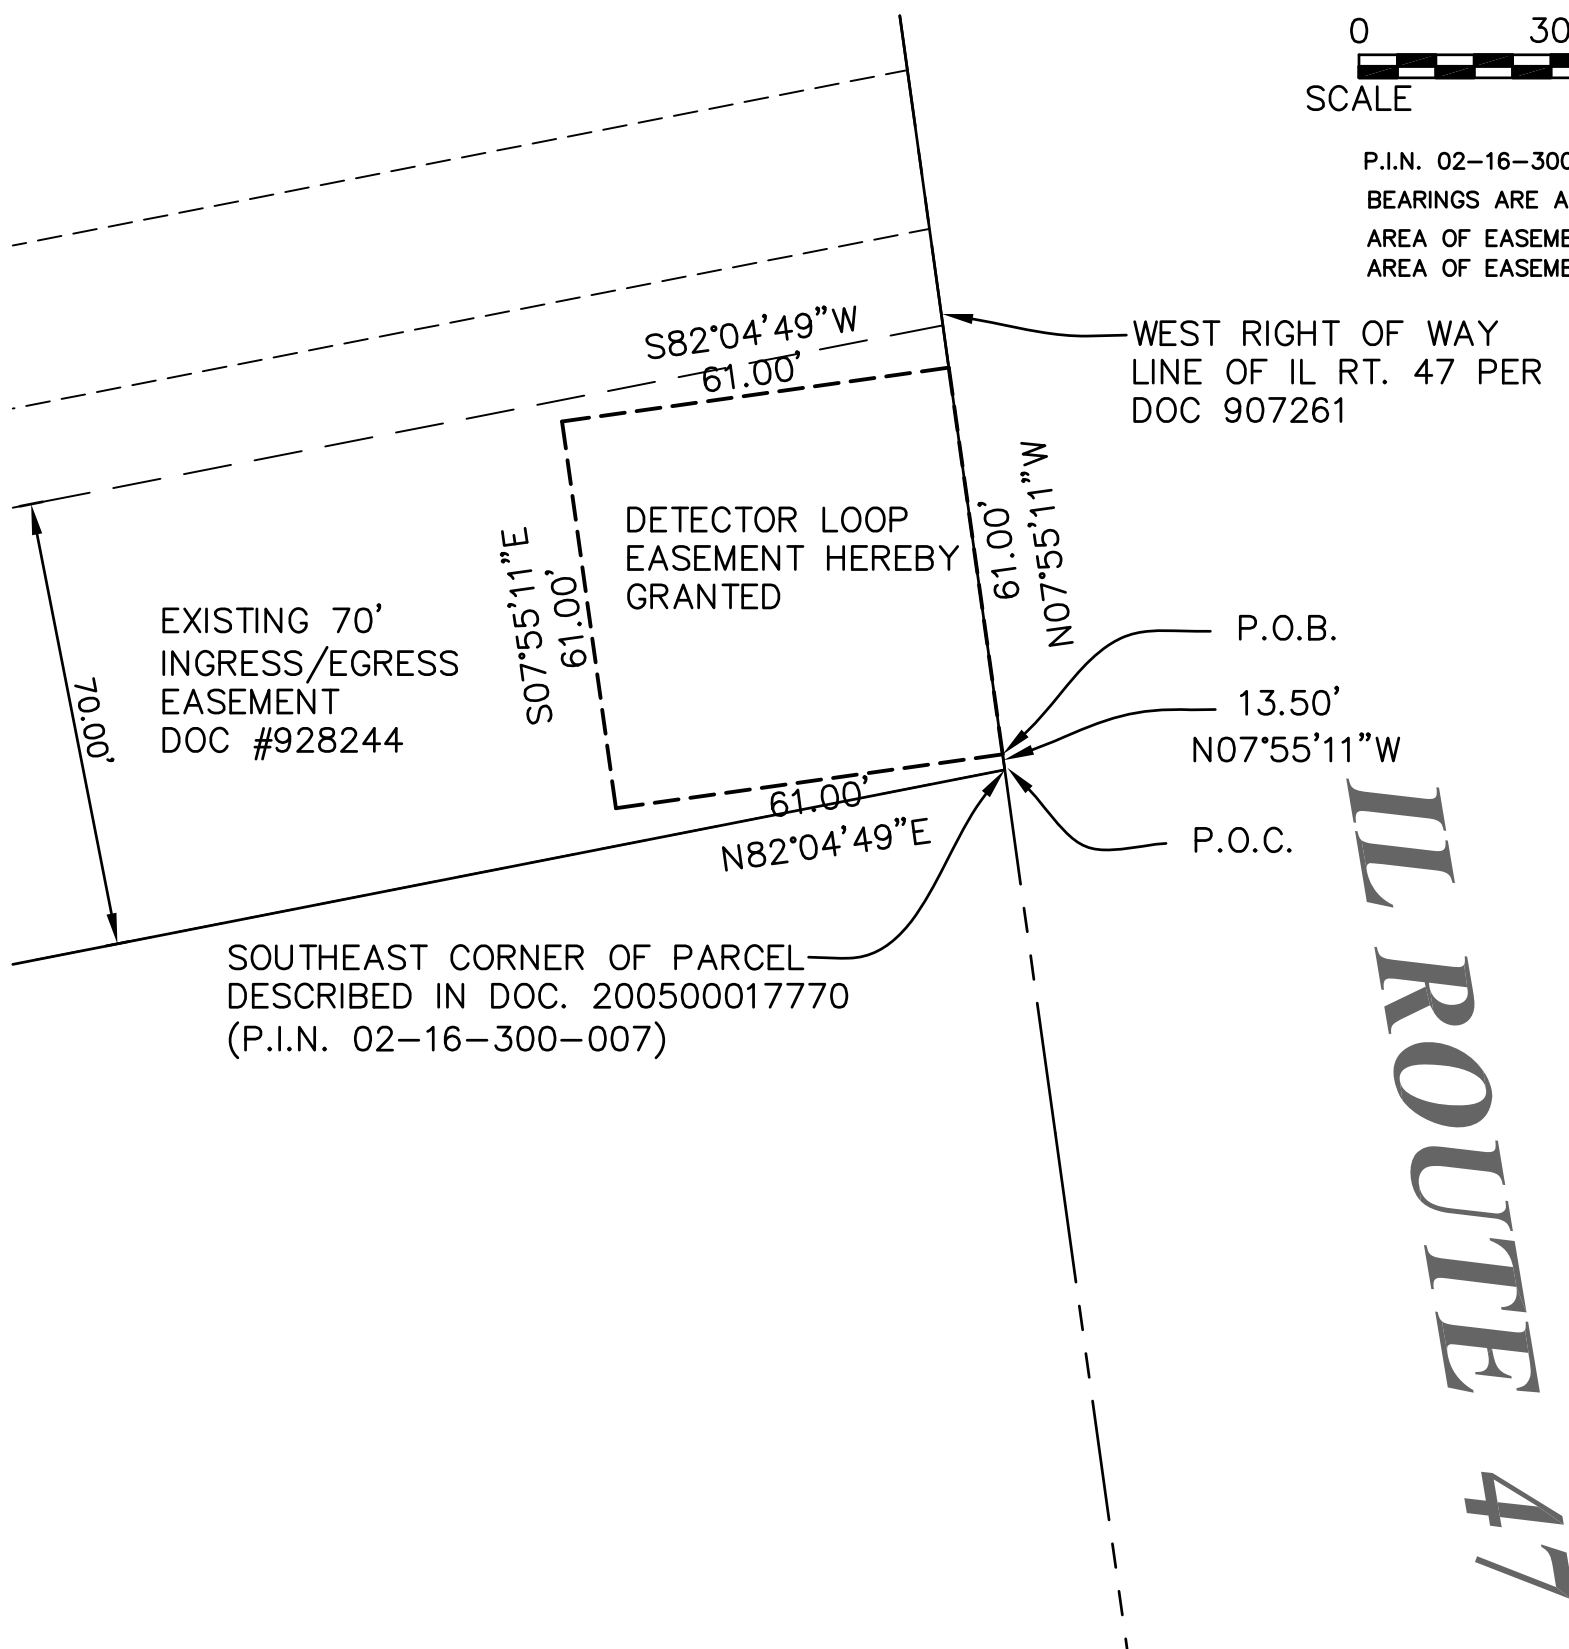 0 30
SCALE
P.I.N. 02-16-300
BEARINGS ARE A
AREA OF EASEME
AREA OF EASEME
S82°04'49"W
61.00'
WEST RIGHT OF WAY
LINE OF IL RT. 47 PER
DOC 907261
N07°55'11"W
61.00'
DETECTOR LOOP
EASEMENT HEREBY
GRANTED
S07°55'11"E
61.00'
EXISTING 70'
INGRESS/EGRESS
EASEMENT
DOC #928244
70.00'
P.O.B.
13.50'
N07°55'11"W
P.O.C.
61.00'
N82°04'49"E
SOUTHEAST CORNER OF PARCEL
DESCRIBED IN DOC. 200500017770
(P.I.N. 02-16-300-007)
IL ROUTE 47